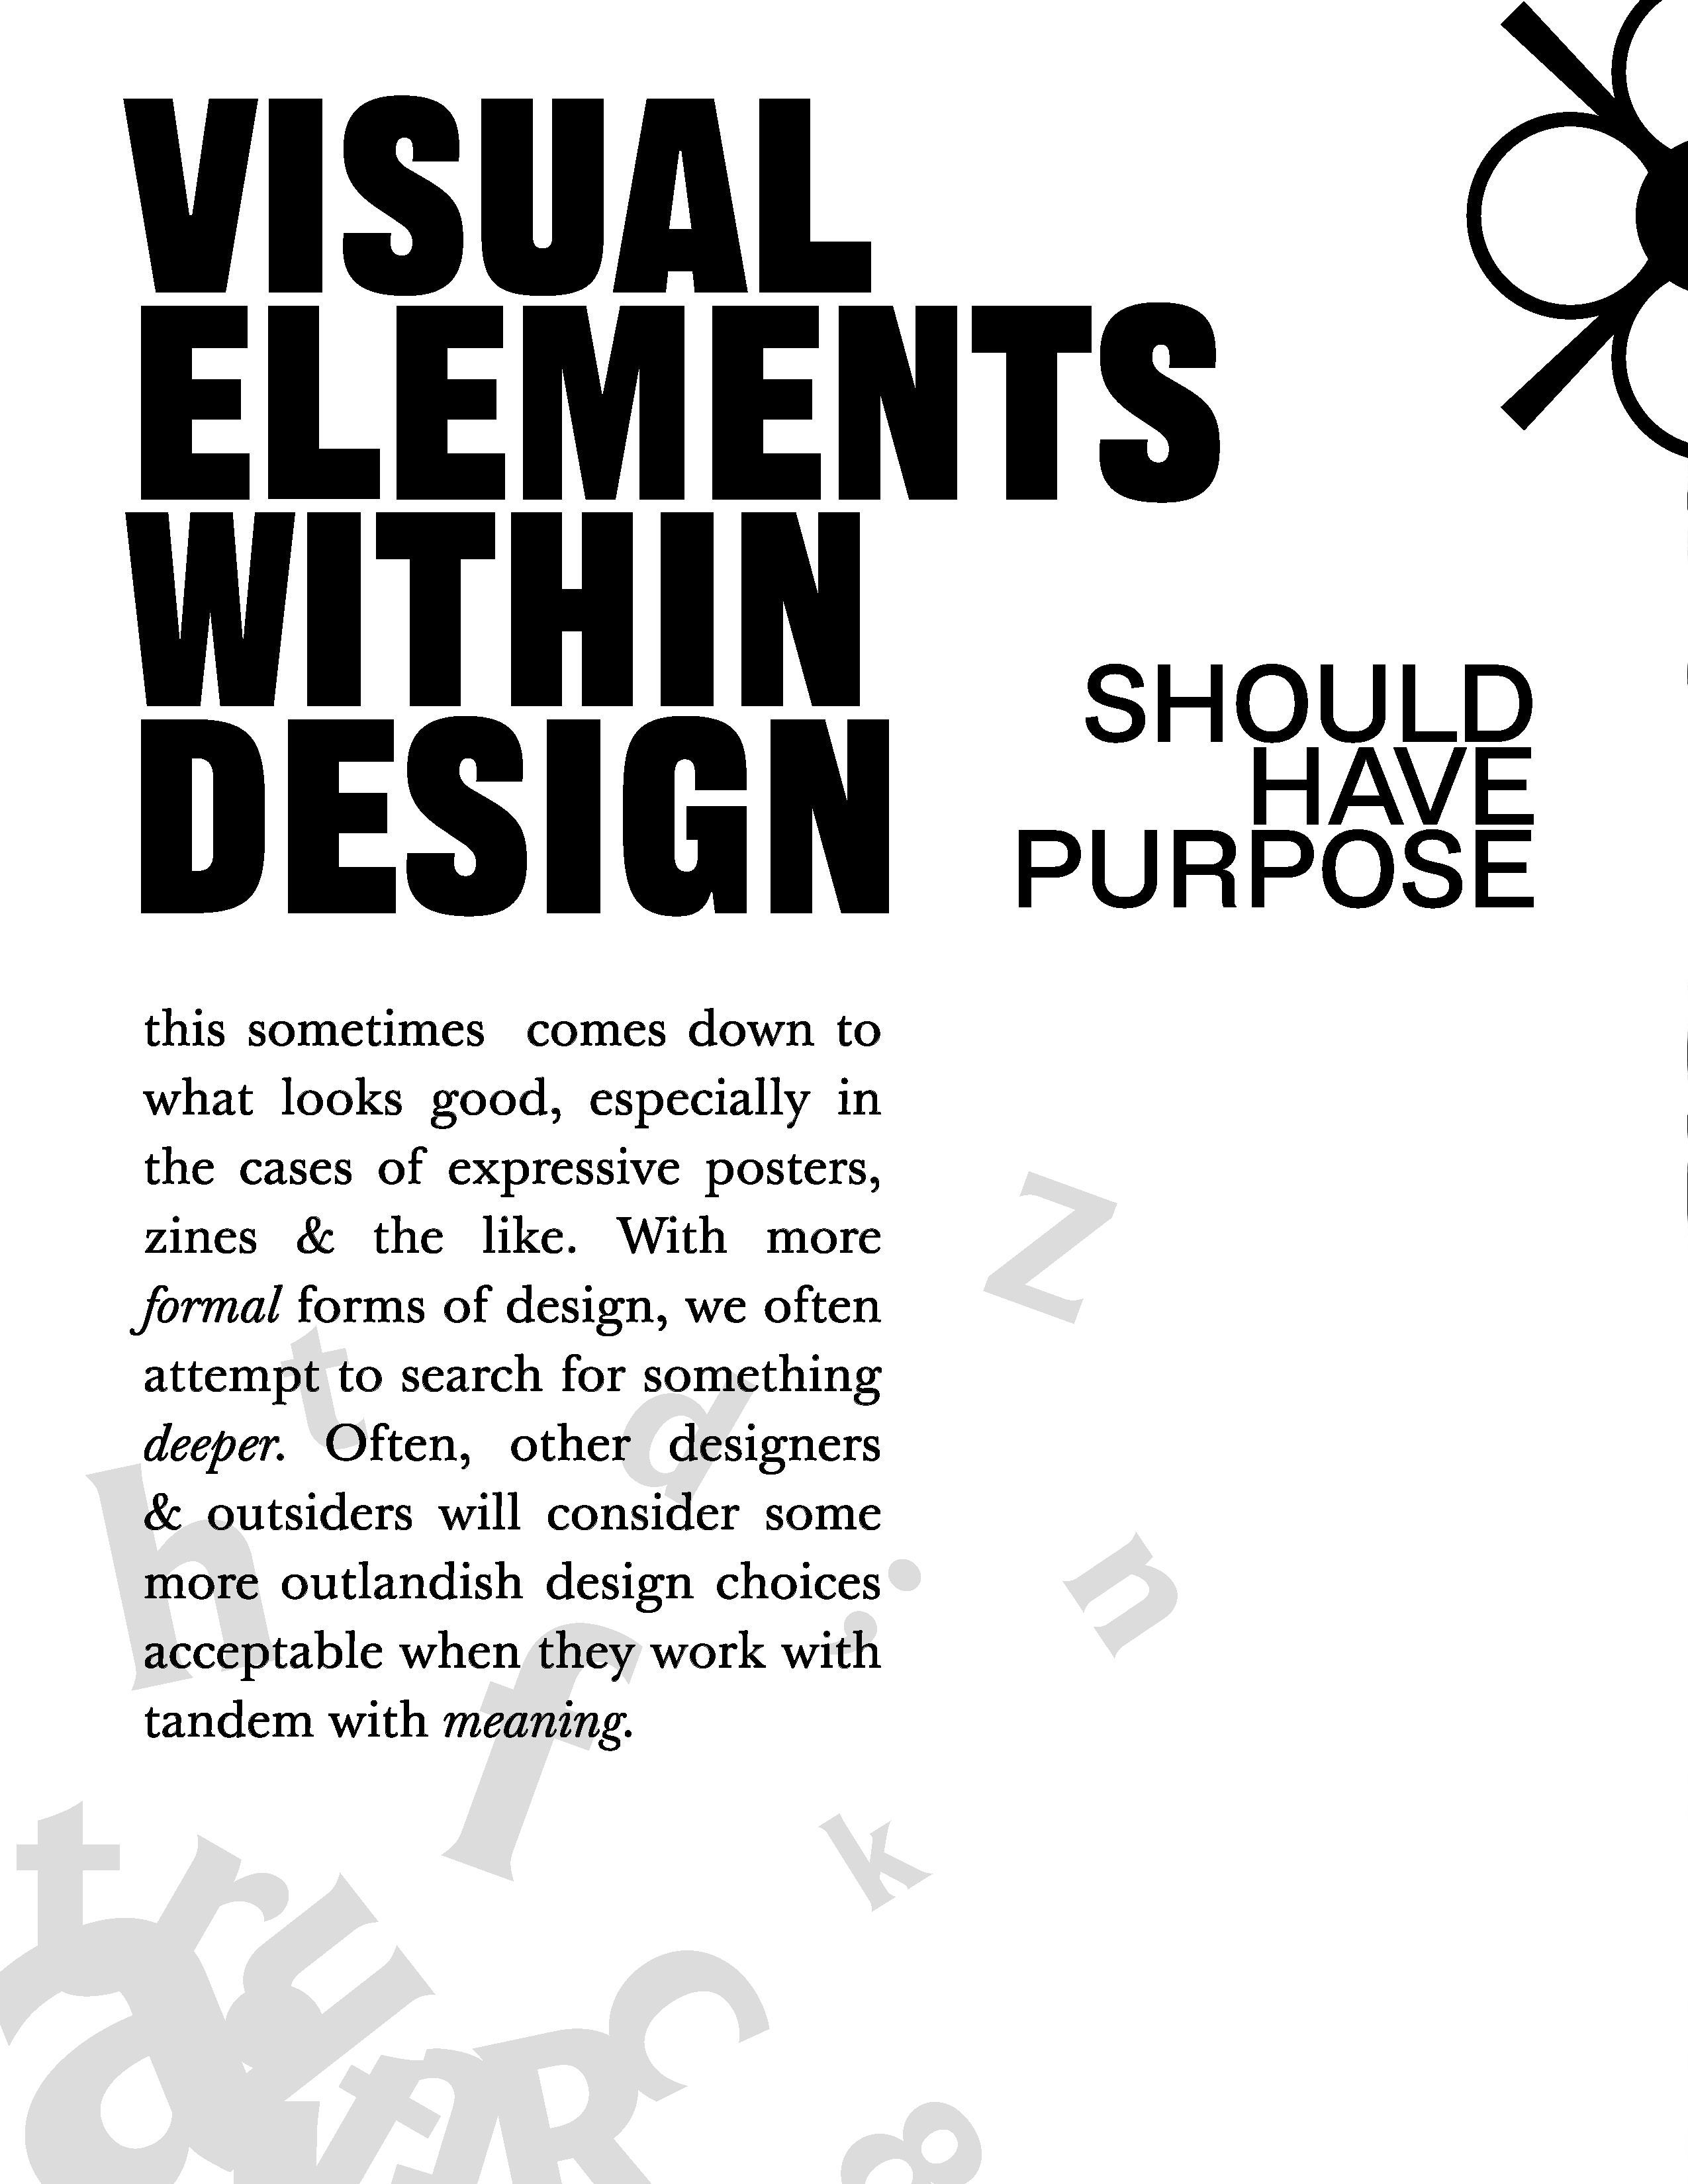 VISUAL
ELEMENTS
WITHIN
DESIGN
SHOULD
HAVE
PURPOSE
this sometimes comes down to
what looks good, especially in
the cases of expressive posters,
zines & the like. With more
formal forms of design, we often
attempt to search for something
deeper. Often, other designers
& outsiders will consider some
more outlandish design choices
acceptable when they work with
tandem with meaning.
z
t
d
h
;
n
f
k
t
r
u
a
C
R
8